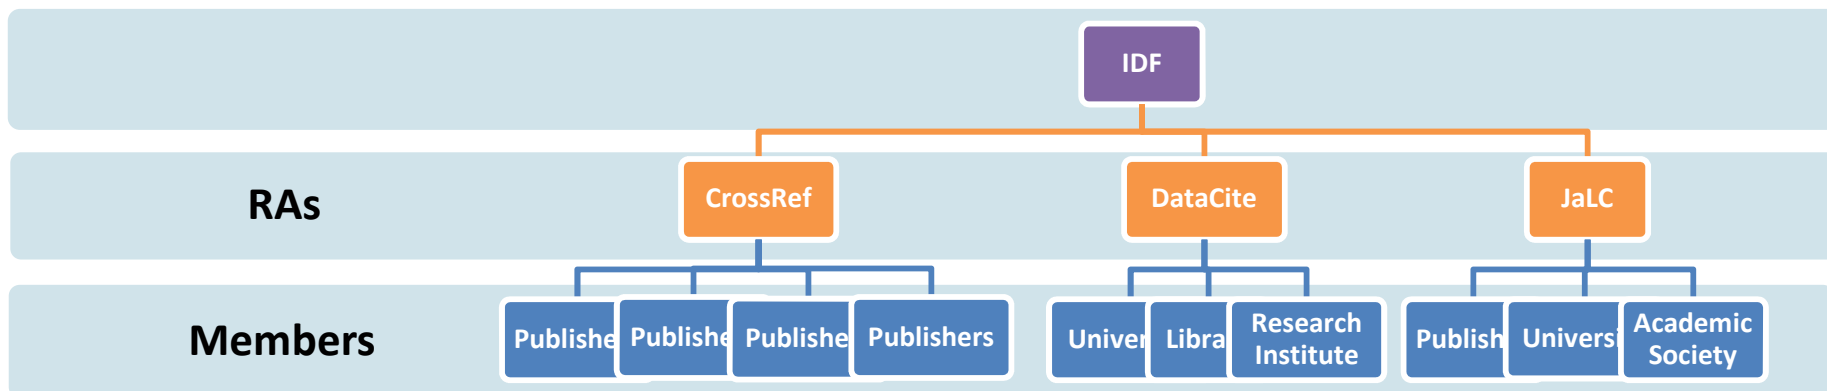 IDF
RAs
CrossRef
DataCite
JaLC
Members
Publishe
Publishe
Publishe
Publishers
Univer
Libra
Research
Institute
Publish
Universi
Academic
Society